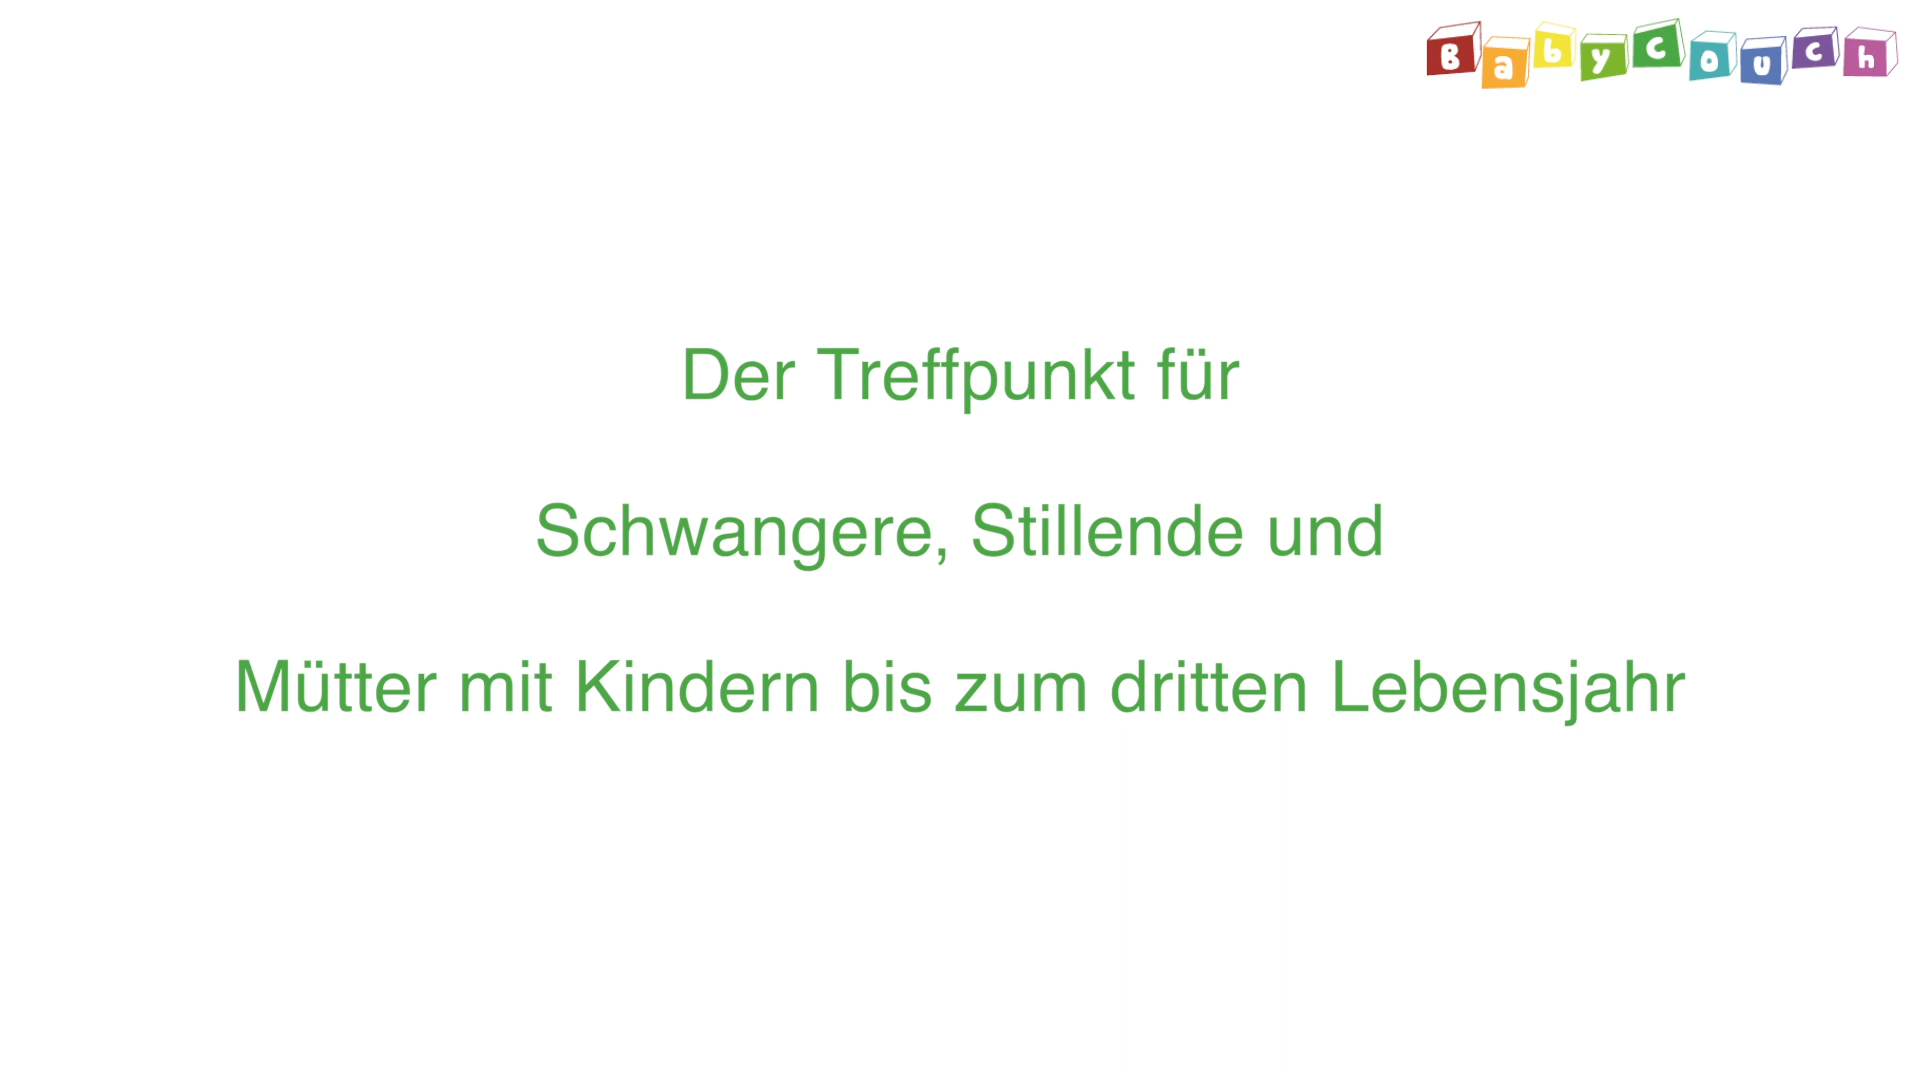 Babycouch
Der Treffpunkt für
Schwangere, Stillende und
Mütter mit Kindern bis zum dritten Lebensjahr